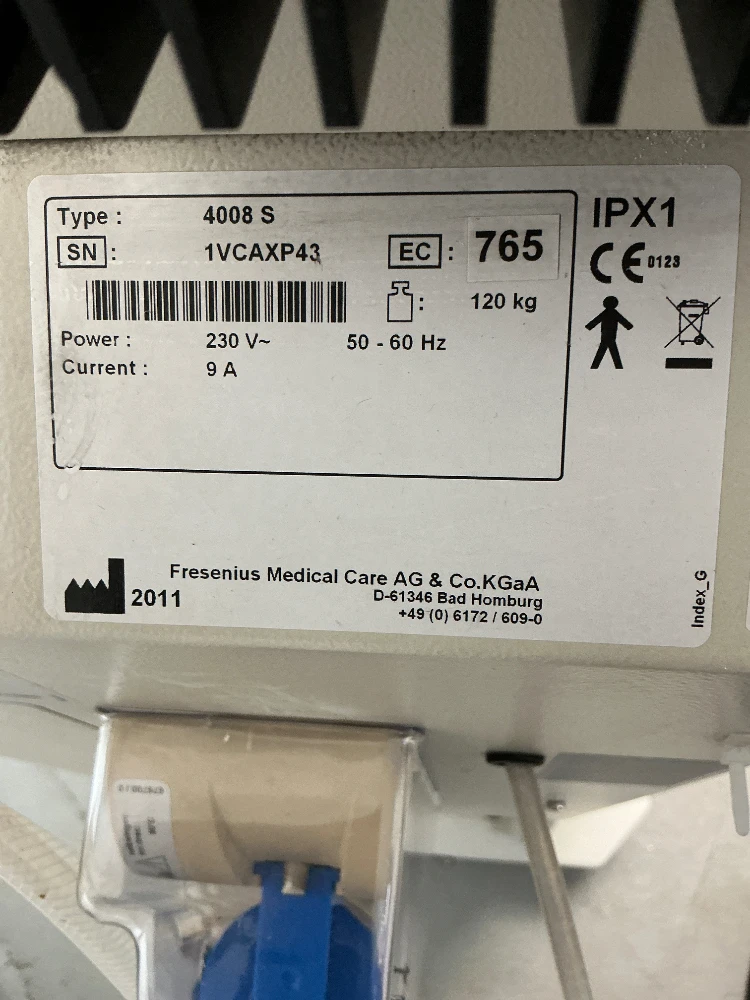 Type : 4008 S
SN : 1VCAXP43 EC : 765
: 120 kg
Power : 230 V~ 50 - 60 Hz
Current : 9 A
IPX1
CE 0123
2011
Fresenius Medical Care AG & Co.KGaA
D-61346 Bad Homburg
+49 (0) 6172 / 609-0
Index_G